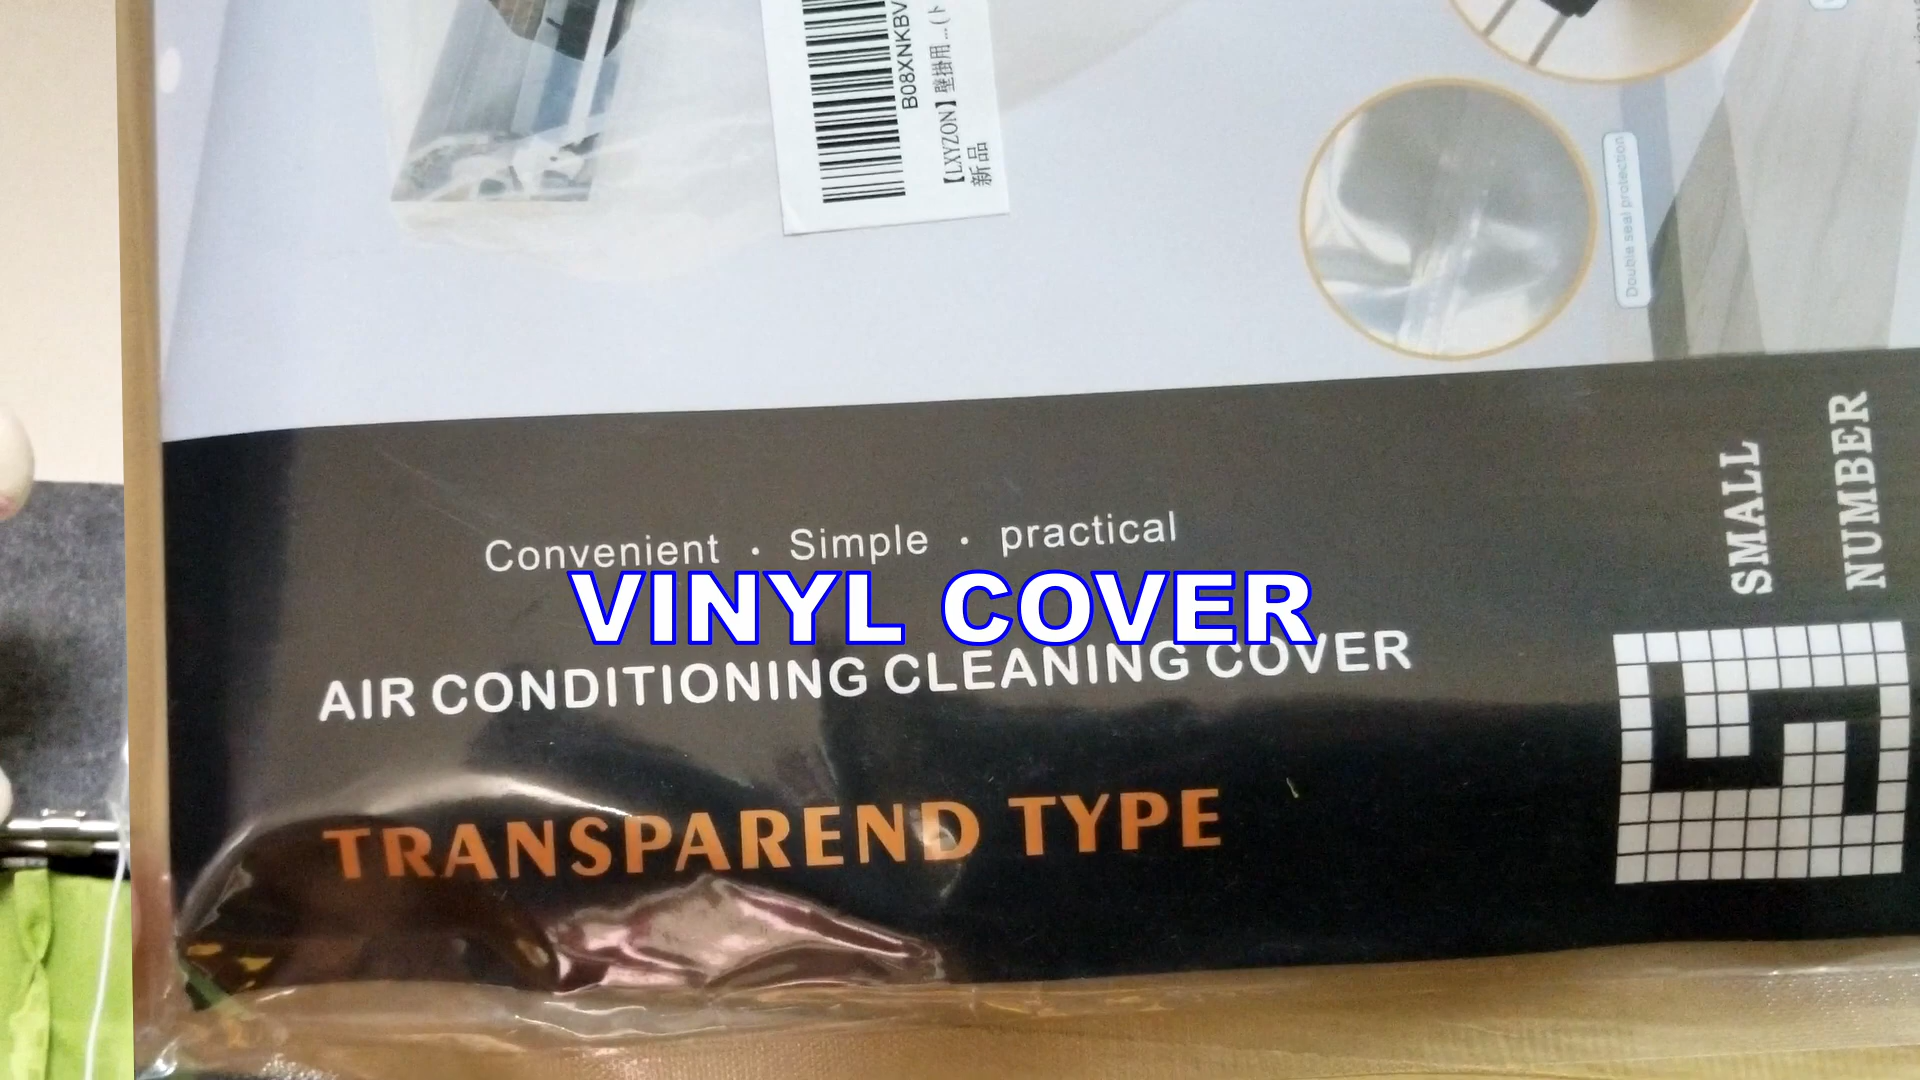 B08XNKBV
【LXYZON】壁掛用...(ト
新品
Double seal protection
SMALL
NUMBER
Convenient · Simple · practical
VINYL COVER
AIR CONDITIONING CLEANING COVER
TRANSPAREND TYPE